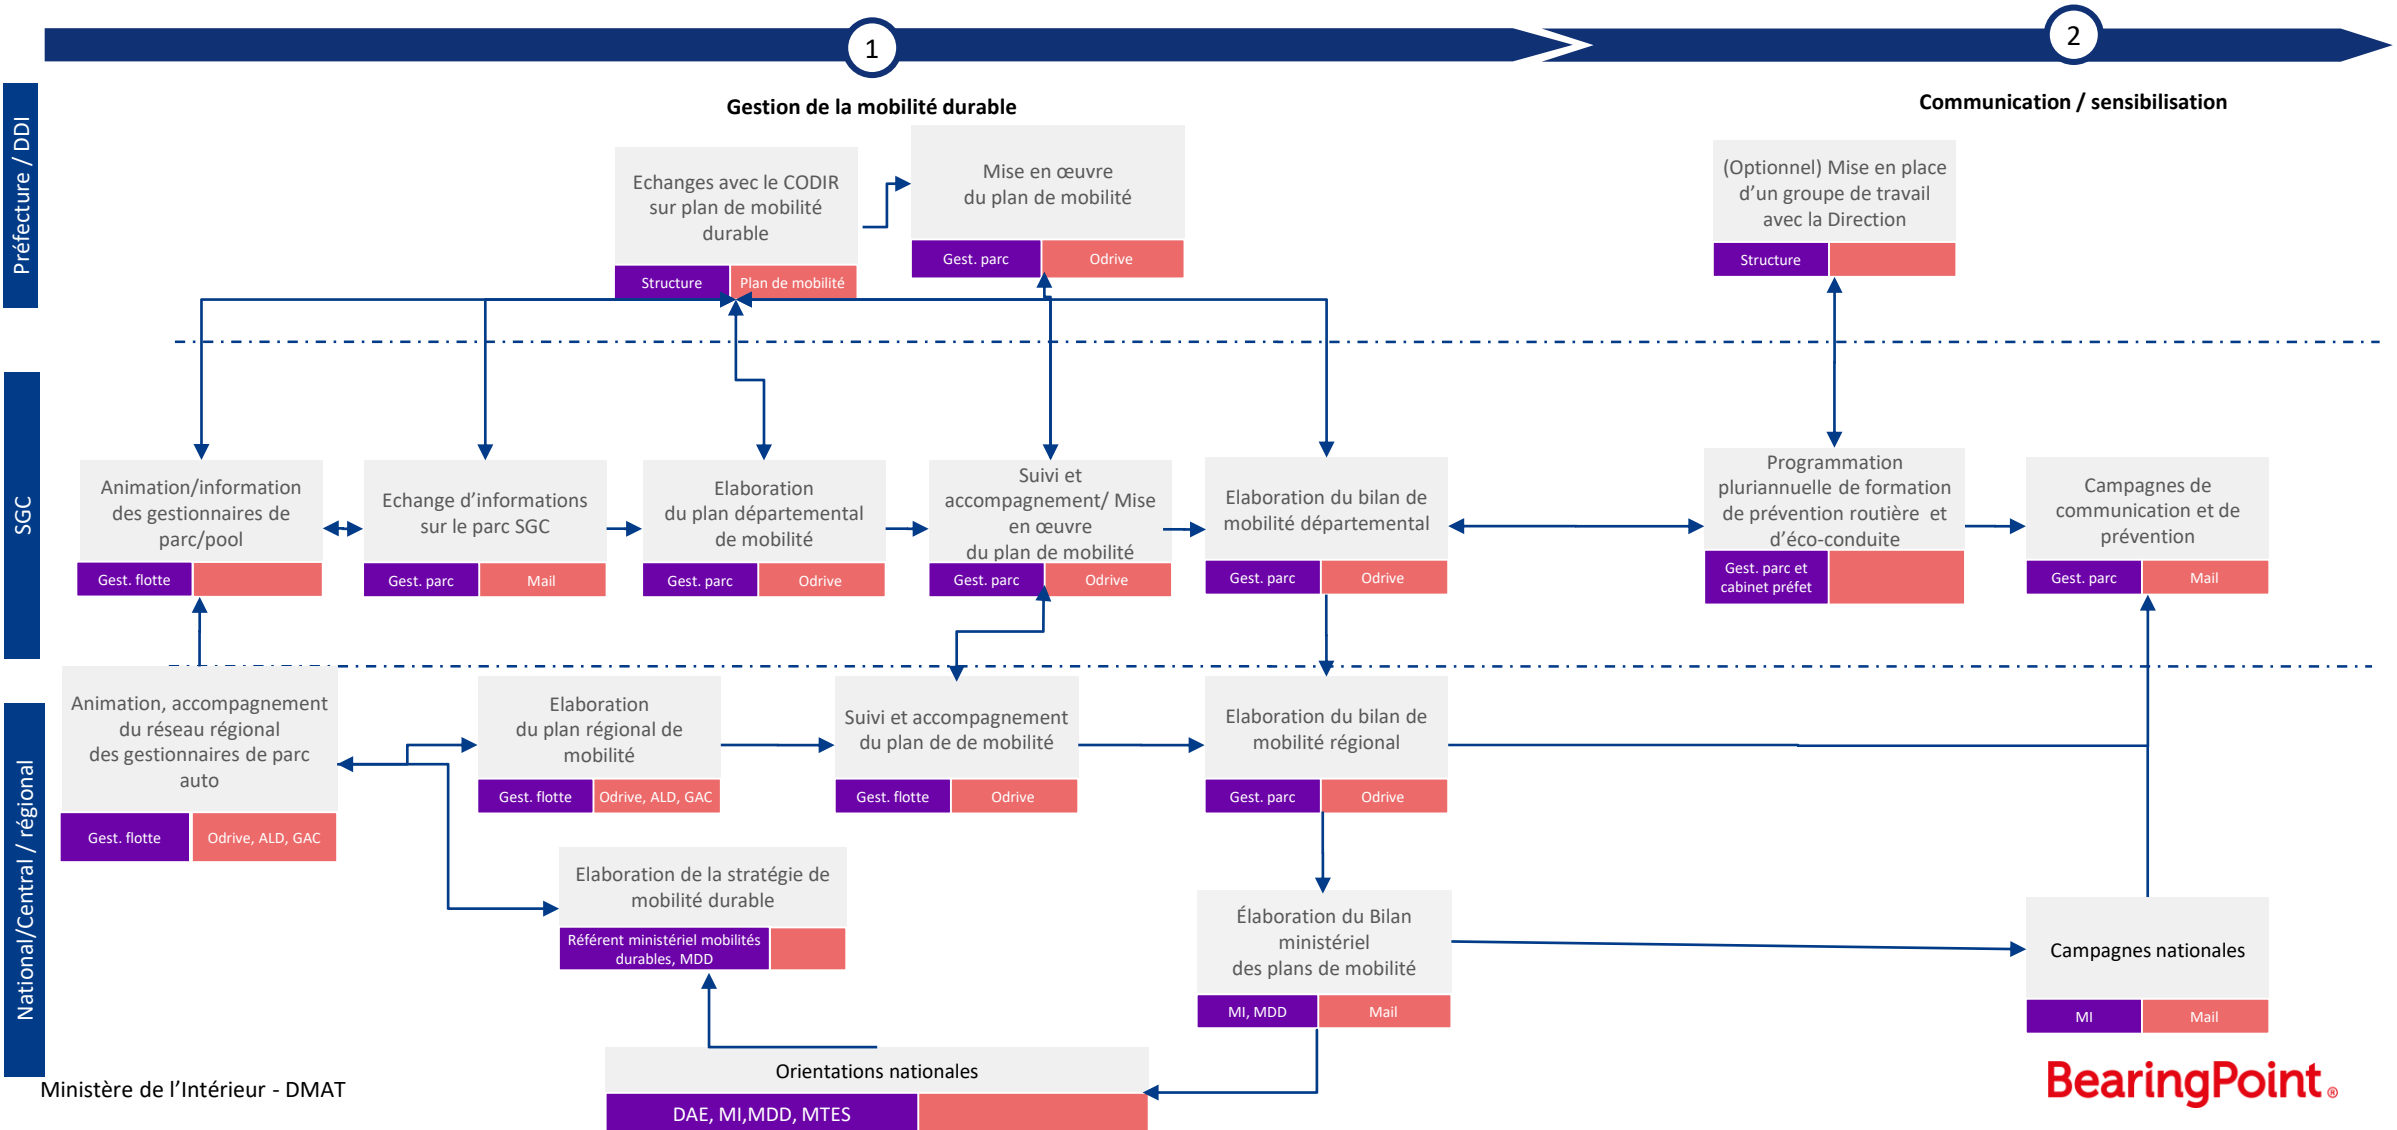 1
2
Gestion de la mobilité durable
Communication / sensibilisation
Préfecture / DDI
Echanges avec le CODIR
sur plan de mobilité
durable
Structure
Plan de mobilité
Mise en œuvre
du plan de mobilité
Gest. parc
Odrive
(Optionnel) Mise en place
d’un groupe de travail
avec la Direction
Structure
SGC
Animation/information
des gestionnaires de
parc/pool
Gest. flotte
Echange d’informations
sur le parc SGC
Gest. parc
Mail
Elaboration
du plan départemental
de mobilité
Gest. parc
Odrive
Suivi et
accompagnement/ Mise
en œuvre
du plan de mobilité
Gest. parc
Odrive
Elaboration du bilan de
mobilité départemental
Gest. parc
Odrive
Programmation
pluriannuelle de formation
de prévention routière et
d’éco-conduite
Gest. parc et
cabinet préfet
Campagnes de
communication et de
prévention
Gest. parc
Mail
National/Central / régional
Animation, accompagnement
du réseau régional
des gestionnaires de parc
auto
Gest. flotte
Odrive, ALD, GAC
Elaboration
du plan régional de
mobilité
Gest. flotte
Odrive, ALD, GAC
Suivi et accompagnement
du plan de de mobilité
Gest. flotte
Odrive
Elaboration du bilan de
mobilité régional
Gest. parc
Odrive
Elaboration de la stratégie de
mobilité durable
Référent ministériel mobilités
durables, MDD
Élaboration du Bilan
ministériel
des plans de mobilité
MI, MDD
Mail
Campagnes nationales
MI
Mail
Orientations nationales
DAE, MI,MDD, MTES
Ministère de l’Intérieur - DMAT
BearingPoint®